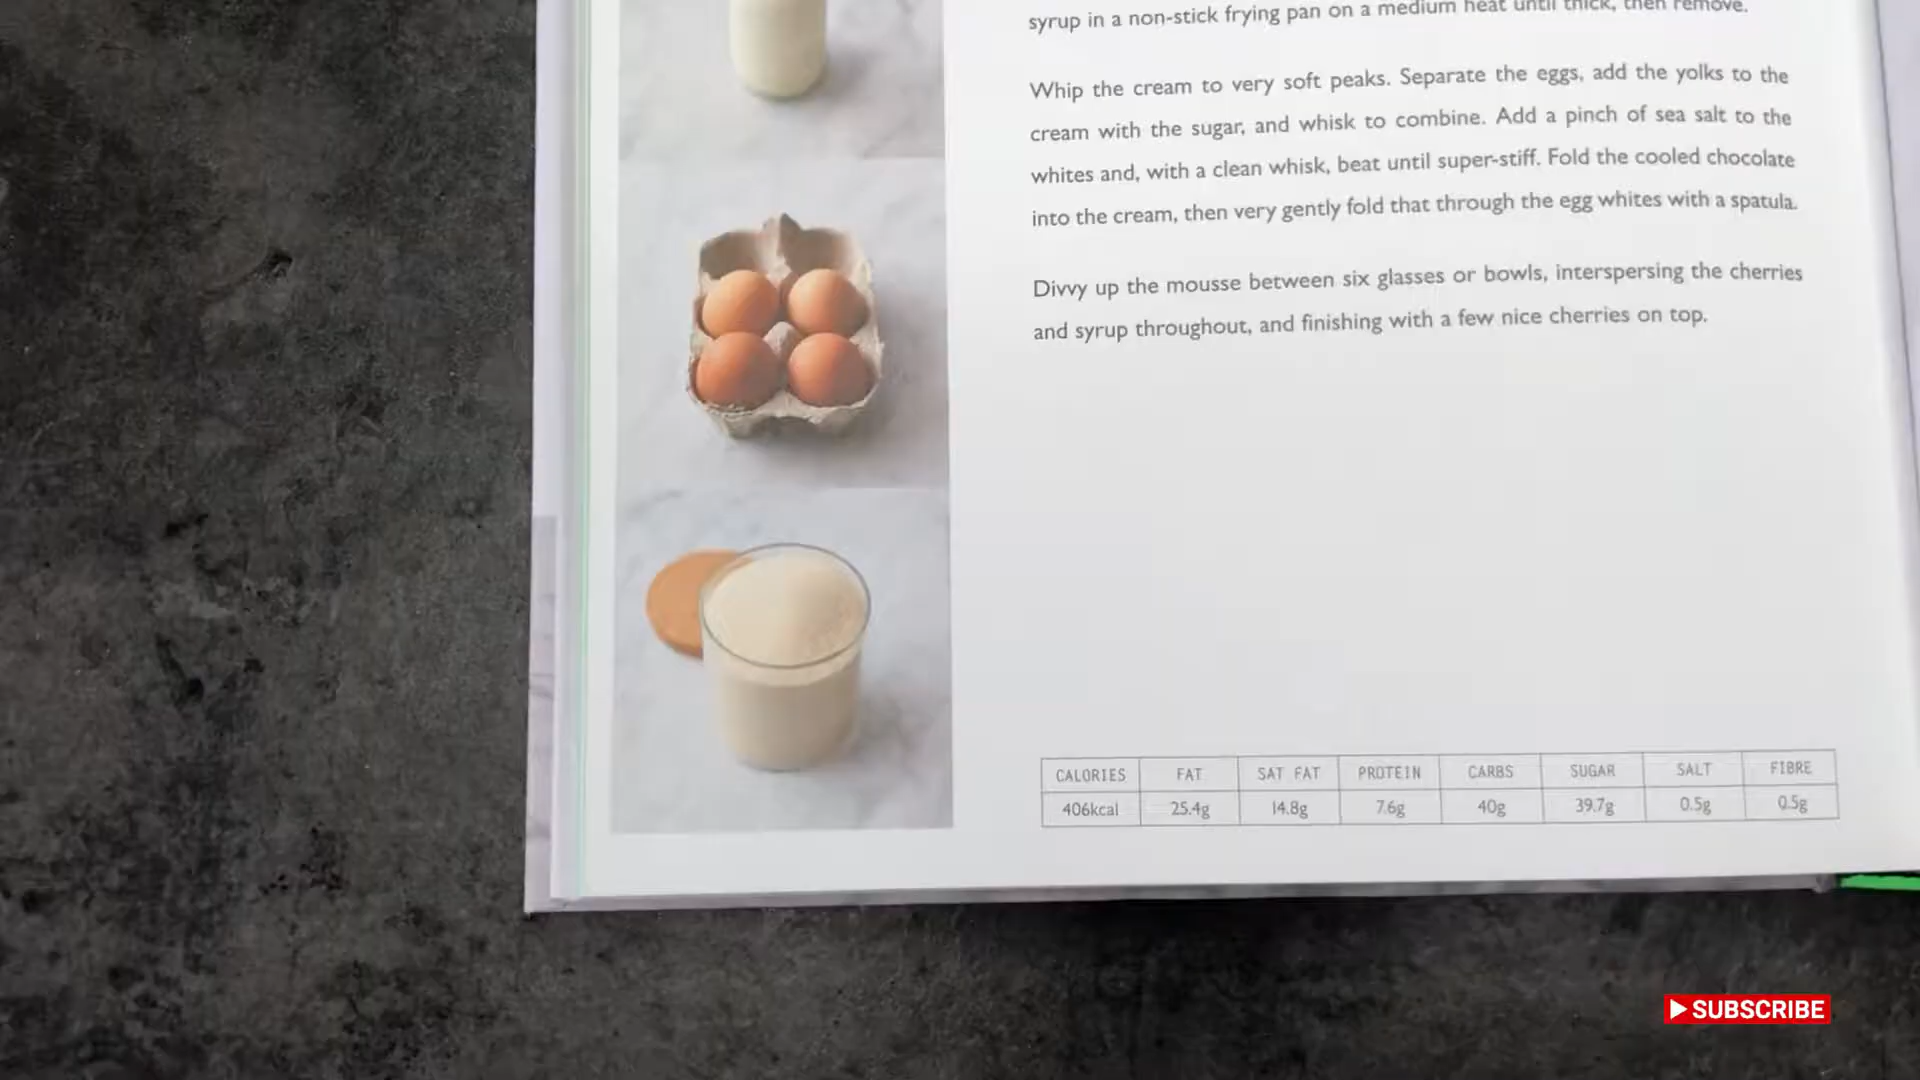 syrup in a non-stick frying pan on a medium heat until thick, then remove.
Whip the cream to very soft peaks. Separate the eggs, add the yolks to the
cream with the sugar, and whisk to combine. Add a pinch of sea salt to the
whites and, with a clean whisk, beat until super-stiff. Fold the cooled chocolate
into the cream, then very gently fold that through the egg whites with a spatula.
Divvy up the mousse between six glasses or bowls, interspersing the cherries
and syrup throughout, and finishing with a few nice cherries on top.
CALORIES FAT SAT FAT PROTEIN CARBS SUGAR SALT FIBRE
406kcal 25.4g 14.8g 7.6g 40g 39.7g 0.5g 0.5g
SUBSCRIBE